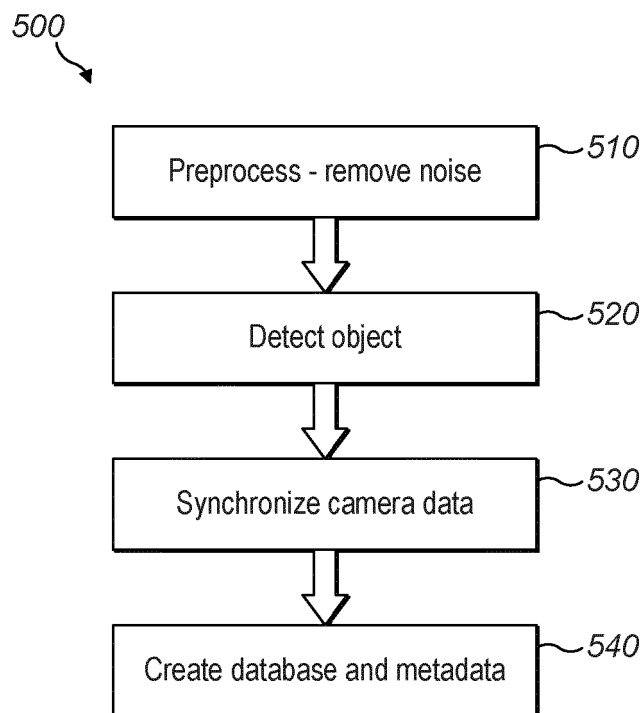 500
Preprocess - remove noise
510
Detect object
520
Synchronize camera data
530
Create database and metadata
540